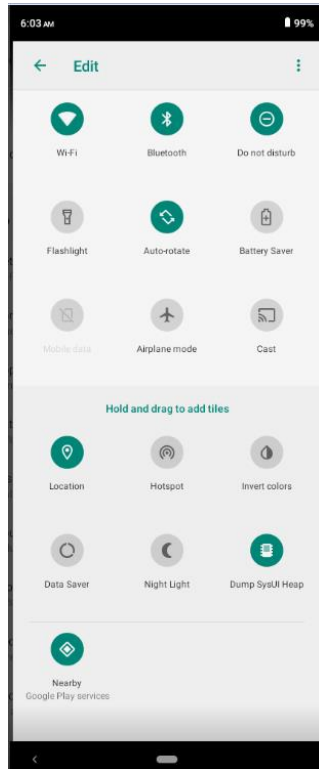 6:03 AM 99%
Edit
Wi-Fi Bluetooth Do not disturb
Flashlight Auto-rotate Battery Saver
Mobile data Airplane mode Cast
Hold and drag to add tiles
Location Hotspot Invert colors
Data Saver Night Light Dump SysUI Heap
Nearby
Google Play services